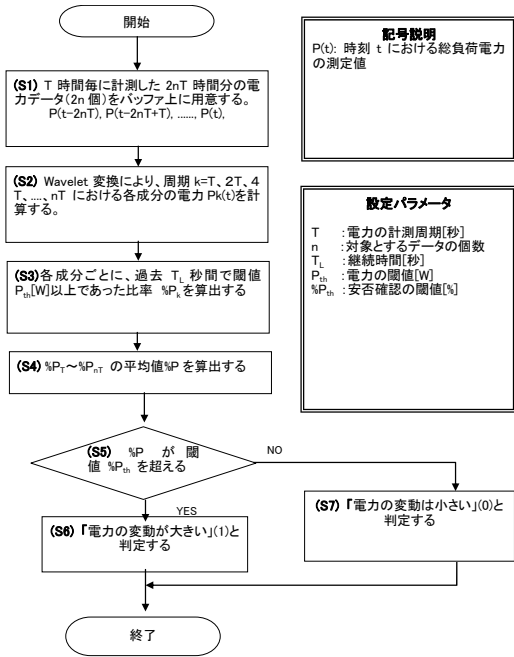 開始
(S1) T 時間毎に計測した 2nT 時間分の電
力データ(2n 個)をバッファ上に用意する。
P(t-2nT), P(t-2nT+T), ......, P(t),
(S2) Wavelet 変換により、周期 k=T、2T、4
T、....、nT における各成分の電力 Pk(t)を計
算する。
(S3)各成分ごとに、過去 TL 秒間で閾値
Pth[W]以上であった比率 %Pk を算出する
(S4) %PT～%PnT の平均値%P を算出する
(S5) %P が 閾
値 %Pth を超える
NO
YES
(S6) 「電力の変動が大きい」(1)と
判定する
(S7) 「電力の変動は小さい」(0)と
判定する
終了
記号説明
P(t): 時刻 t における総負荷電力
の測定値
設定パラメータ
T :電力の計測周期[秒]
n :対象とするデータの個数
TL :継続時間[秒]
Pth :電力の閾値[W]
%Pth :安否確認の閾値[%]